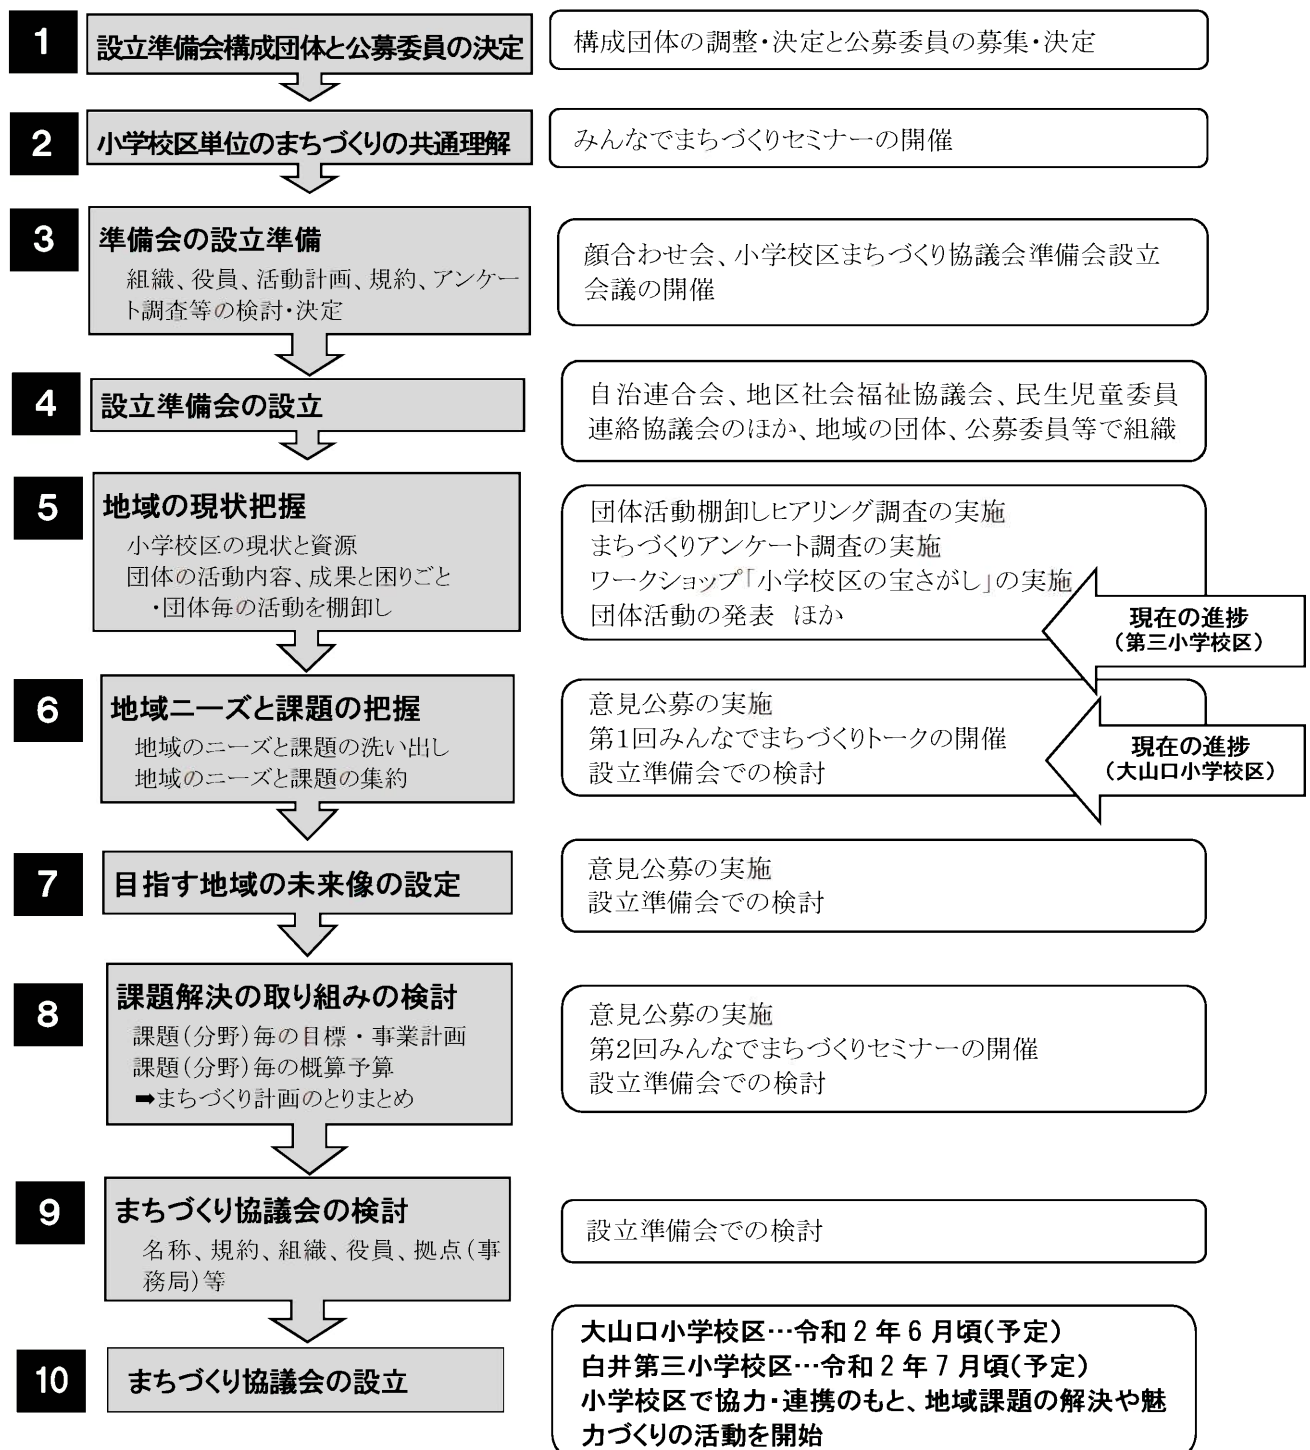 1
設立準備会構成団体と公募委員の決定
構成団体の調整・決定と公募委員の募集・決定
2
小学校区単位のまちづくりの共通理解
みんなでまちづくりセミナーの開催
3
準備会の設立準備
組織、役員、活動計画、規約、アンケー
ト調査等の検討・決定
顔合わせ会、小学校区まちづくり協議会準備会設立
会議の開催
4
設立準備会の設立
自治連合会、地区社会福祉協議会、民生児童委員
連絡協議会のほか、地域の団体、公募委員等で組織
5
地域の現状把握
小学校区の現状と資源
団体の活動内容、成果と困りごと
・団体毎の活動を棚卸し
団体活動棚卸しヒアリング調査の実施
まちづくりアンケート調査の実施
ワークショップ「小学校区の宝さがし」の実施
団体活動の発表　ほか
現在の進捗
(第三小学校区)
6
地域ニーズと課題の把握
地域のニーズと課題の洗い出し
地域のニーズと課題の集約
意見公募の実施
第1回みんなでまちづくりトークの開催
設立準備会での検討
現在の進捗
(大山口小学校区)
7
目指す地域の未来像の設定
意見公募の実施
設立準備会での検討
8
課題解決の取り組みの検討
課題(分野)毎の目標・事業計画
課題(分野)毎の概算予算
➡まちづくり計画のとりまとめ
意見公募の実施
第2回みんなでまちづくりセミナーの開催
設立準備会での検討
9
まちづくり協議会の検討
名称、規約、組織、役員、拠点(事
務局)等
設立準備会での検討
10
まちづくり協議会の設立
大山口小学校区…令和2年6月頃(予定)
白井第三小学校区…令和2年7月頃(予定)
小学校区で協力・連携のもと、地域課題の解決や魅
力づくりの活動を開始